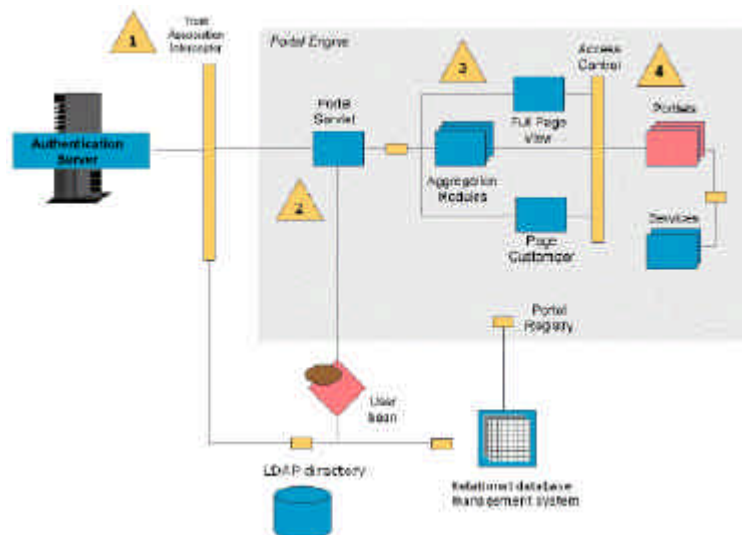 1
Trust
Association
Interceptor
Portal Engine
3
Access
Control
4
Portal
Servlet
Full Page
View
Portlets
Authentication
Server
Aggregation
Modules
2
Services
Page
Customizer
Portal
Registry
User
bean
LDAP directory
Relational database
management system